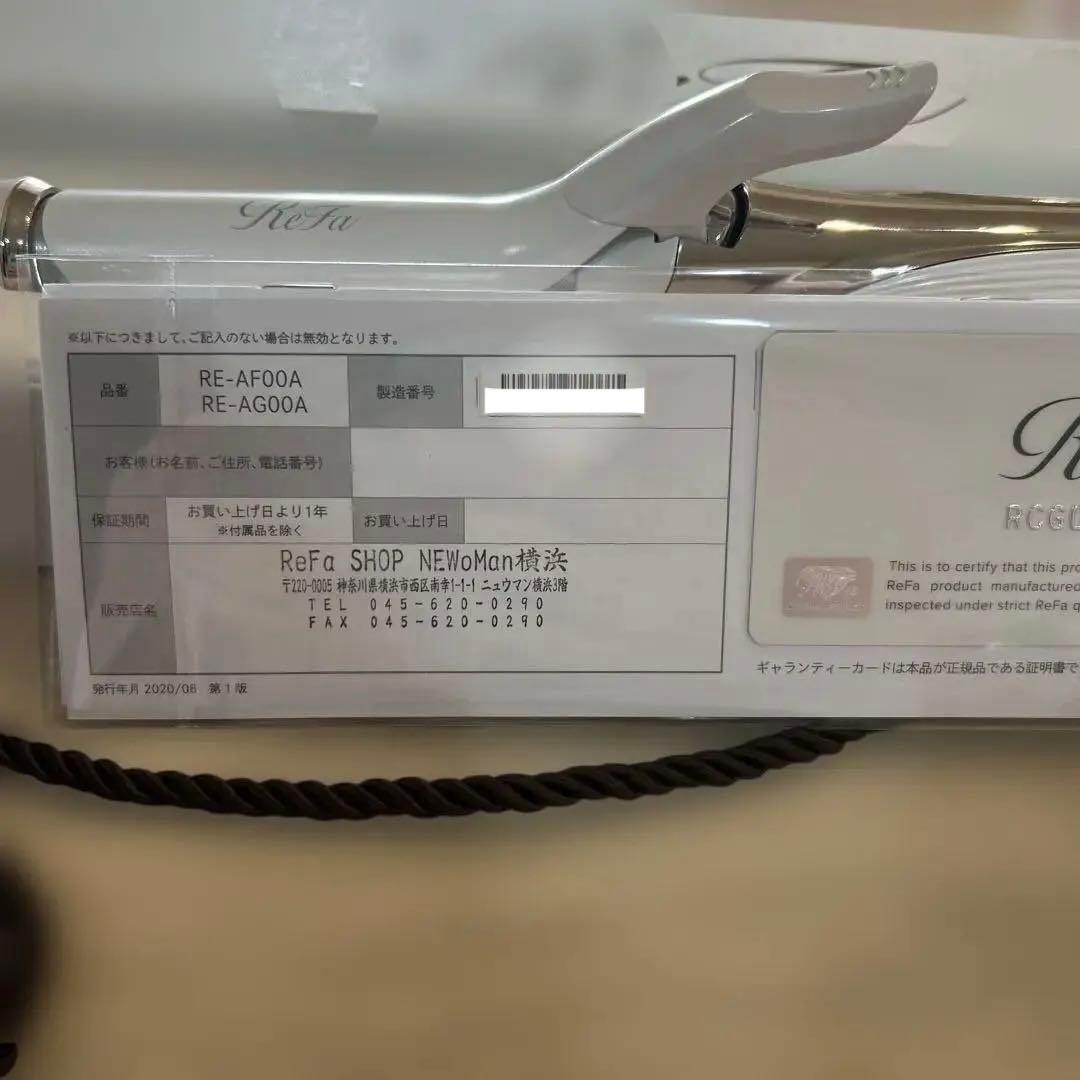 ReFa
※以下につきまして、ご記入のない場合は無効となります。
品番
RE-AF00A
RE-AG00A
製造番号
お客様(お名前、ご住所、電話番号)
保証期間
お買い上げ日より1年
※付属品を除く
お買い上げ日
販売店名
ReFa SHOP NEWoMan横浜
〒220-0005 神奈川県横浜市西区南幸1-1-1 ニュウマン横浜3階
TEL 045-620-0290
FAX 045-620-0290
発行年月 2020/08 第1版
R
RCGL
This is to certify that this pro
ReFa product manufactured
inspected under strict ReFa q
ギャランティーカードは本品が正規品である証明書で